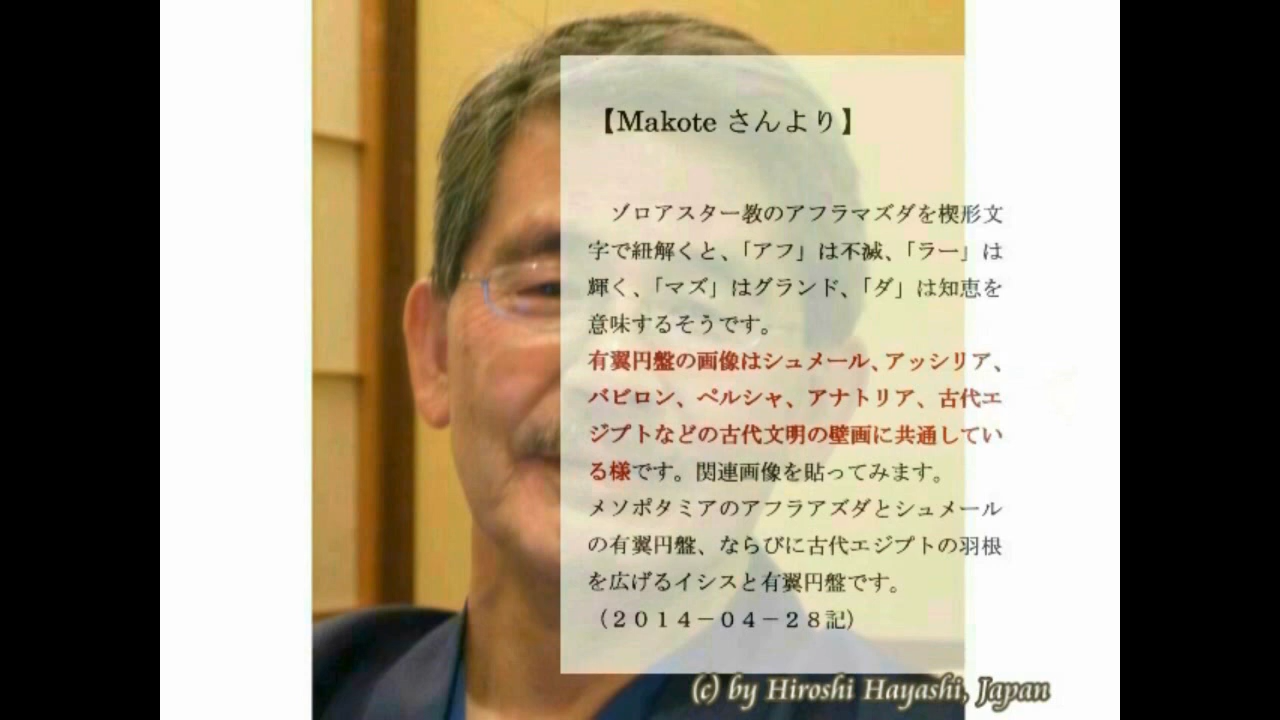 【Makote さんより】
ゾロアスター教のアフラマズダを楔形文
字で紐解くと、「アフ」は不滅、「ラー」は
輝く、「マズ」はグランド、「ダ」は知恵を
意味するそうです。
有翼円盤の画像はシュメール、アッシリア、
バビロン、ペルシャ、アナトリア、古代エ
ジプトなどの古代文明の壁画に共通してい
る様です。関連画像を貼ってみます。
メソポタミアのアフラアズダとシュメール
の有翼円盤、ならびに古代エジプトの羽根
を広げるイシスと有翼円盤です。
（２０１４－０４－２８記）
(c) by Hiroshi Hayashi, Japan